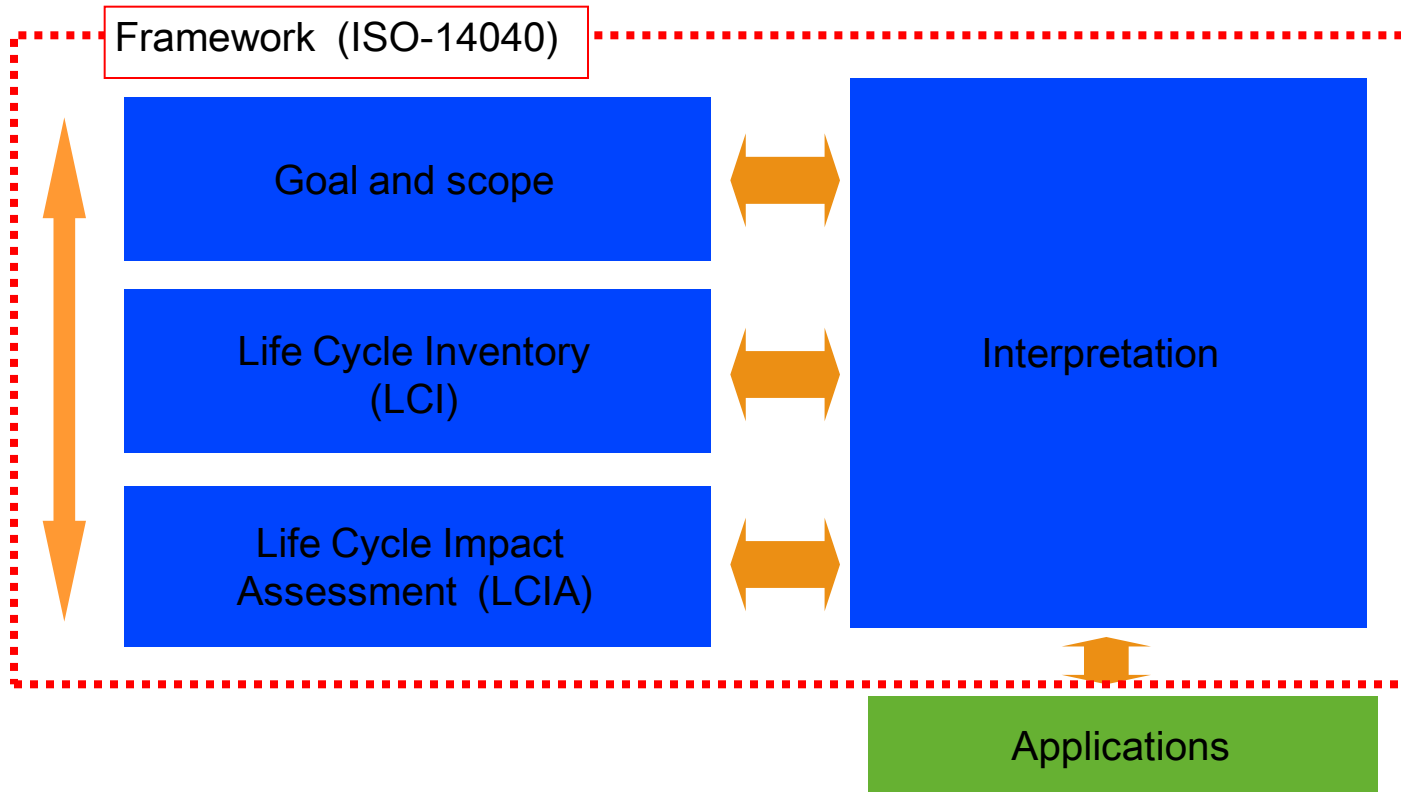 Framework (ISO-14040)
Goal and scope
Life Cycle Inventory
(LCI)
Life Cycle Impact
Assessment (LCIA)
Interpretation
Applications